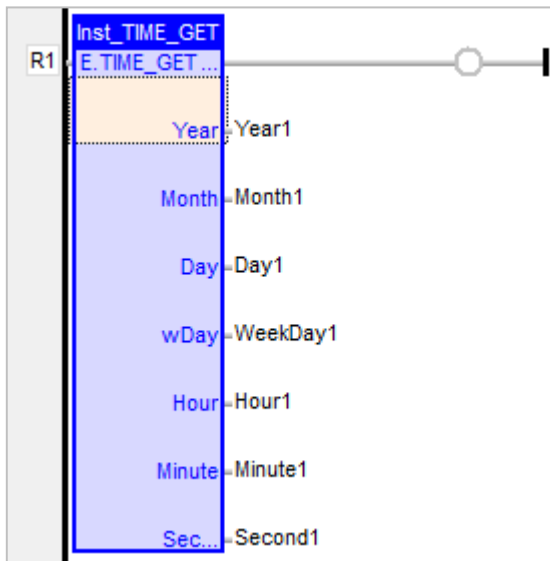 Inst_TIME_GET
R1 E.TIME_GET ...
Year Year1
Month Month1
Day Day1
wDay WeekDay1
Hour Hour1
Minute Minute1
Sec... Second1